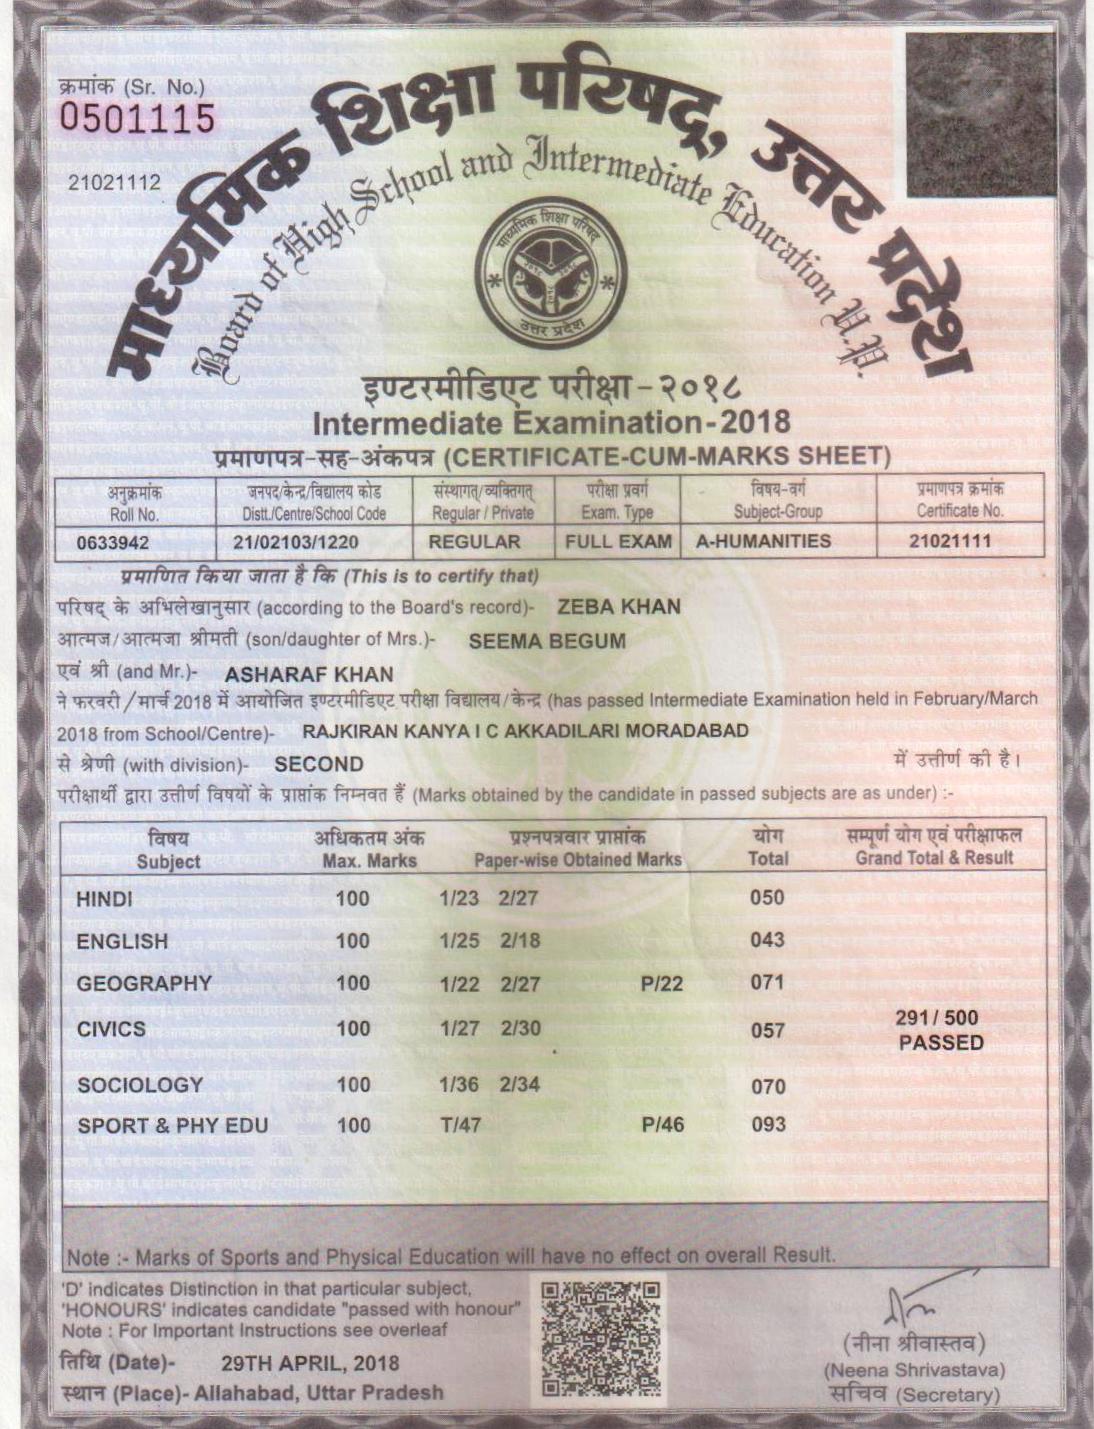 क्रमांक (Sr. No.)
0501115
21021112
माध्यमिक शिक्षा परिषद्, उत्तर प्रदेश
Board of High School and Intermediate Education U.P.
माध्यमिक शिक्षा परिषद
उत्तर प्रदेश
इण्टरमीडिएट परीक्षा-२०१८
Intermediate Examination-2018
प्रमाणपत्र-सह-अंकपत्र (CERTIFICATE-CUM-MARKS SHEET)
अनुक्रमांक जनपद/केन्द्र/विद्यालय कोड संस्थागत्/व्यक्तिगत् परीक्षा प्रवर्ग विषय-वर्ग प्रमाणपत्र क्रमांक
Roll No. Distt./Centre/School Code Regular / Private Exam. Type Subject-Group Certificate No.
0633942 21/02103/1220 REGULAR FULL EXAM A-HUMANITIES 21021111
प्रमाणित किया जाता है कि (This is to certify that)
परिषद् के अभिलेखानुसार (according to the Board's record)- ZEBA KHAN
आत्मज/आत्मजा श्रीमती (son/daughter of Mrs.)- SEEMA BEGUM
एवं श्री (and Mr.)- ASHARAF KHAN
ने फरवरी/मार्च 2018 में आयोजित इण्टरमीडिएट परीक्षा विद्यालय/केन्द्र (has passed Intermediate Examination held in February/March
2018 from School/Centre)- RAJKIRAN KANYA I C AKKADILARI MORADABAD
से श्रेणी (with division)- SECOND में उत्तीर्ण की है।
परीक्षार्थी द्वारा उत्तीर्ण विषयों के प्राप्तांक निम्नवत हैं (Marks obtained by the candidate in passed subjects are as under) :-
विषय अधिकतम अंक प्रश्नपत्रवार प्राप्तांक योग सम्पूर्ण योग एवं परीक्षाफल
Subject Max. Marks Paper-wise Obtained Marks Total Grand Total & Result
HINDI 100 1/23 2/27 050
ENGLISH 100 1/25 2/18 043
GEOGRAPHY 100 1/22 2/27 P/22 071
CIVICS 100 1/27 2/30 057 291/500
PASSED
SOCIOLOGY 100 1/36 2/34 070
SPORT & PHY EDU 100 T/47 P/46 093
Note :- Marks of Sports and Physical Education will have no effect on overall Result.
'D' indicates Distinction in that particular subject,
'HONOURS' indicates candidate "passed with honour"
Note : For Important Instructions see overleaf
तिथि (Date)- 29TH APRIL, 2018
स्थान (Place)- Allahabad, Uttar Pradesh
(नीना श्रीवास्तव)
(Neena Shrivastava)
सचिव (Secretary)